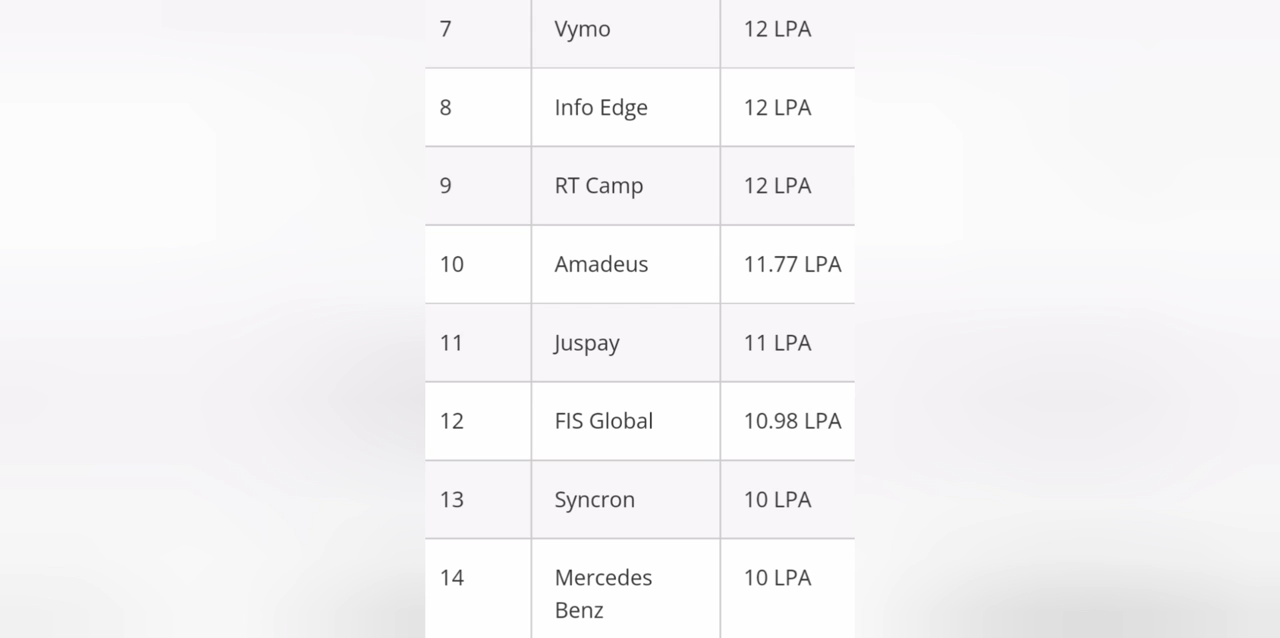 7 Vymo 12 LPA
8 Info Edge 12 LPA
9 RT Camp 12 LPA
10 Amadeus 11.77 LPA
11 Juspay 11 LPA
12 FIS Global 10.98 LPA
13 Syncron 10 LPA
14 Mercedes 10 LPA
Benz